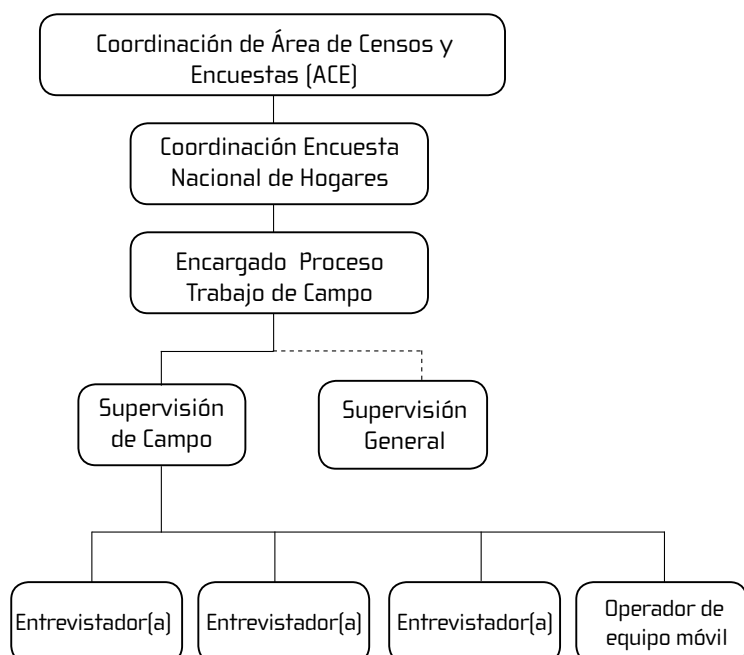 Coordinación de Área de Censos y
Encuestas (ACE)
Coordinación Encuesta
Nacional de Hogares
Encargado Proceso
Trabajo de Campo
Supervisión
de Campo
Supervisión
General
Entrevistador(a)
Entrevistador(a)
Entrevistador(a)
Operador de
equipo móvil